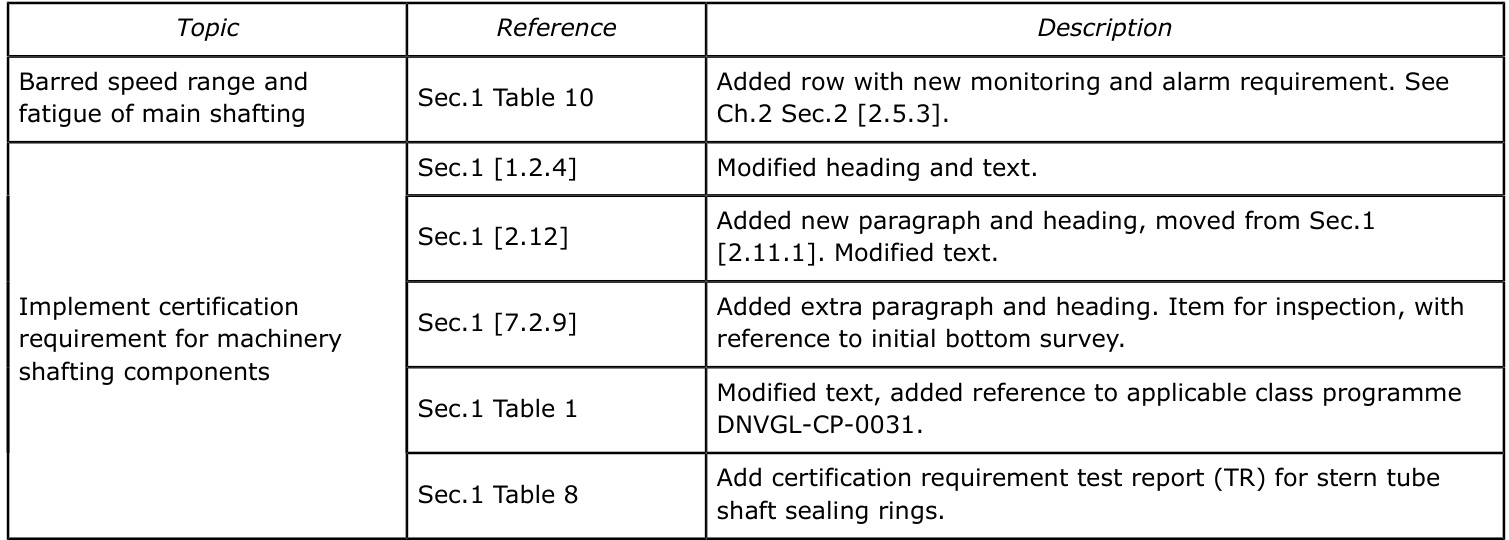 Topic
Reference
Description
Barred speed range and
fatigue of main shafting
Sec.1 Table 10
Added row with new monitoring and alarm requirement. See
Ch.2 Sec.2 [2.5.3].
Implement certification
requirement for machinery
shafting components
Sec.1 [1.2.4]
Modified heading and text.
Sec.1 [2.12]
Added new paragraph and heading, moved from Sec.1
[2.11.1]. Modified text.
Sec.1 [7.2.9]
Added extra paragraph and heading. Item for inspection, with
reference to initial bottom survey.
Sec.1 Table 1
Modified text, added reference to applicable class programme
DNVGL-CP-0031.
Sec.1 Table 8
Add certification requirement test report (TR) for stern tube
shaft sealing rings.